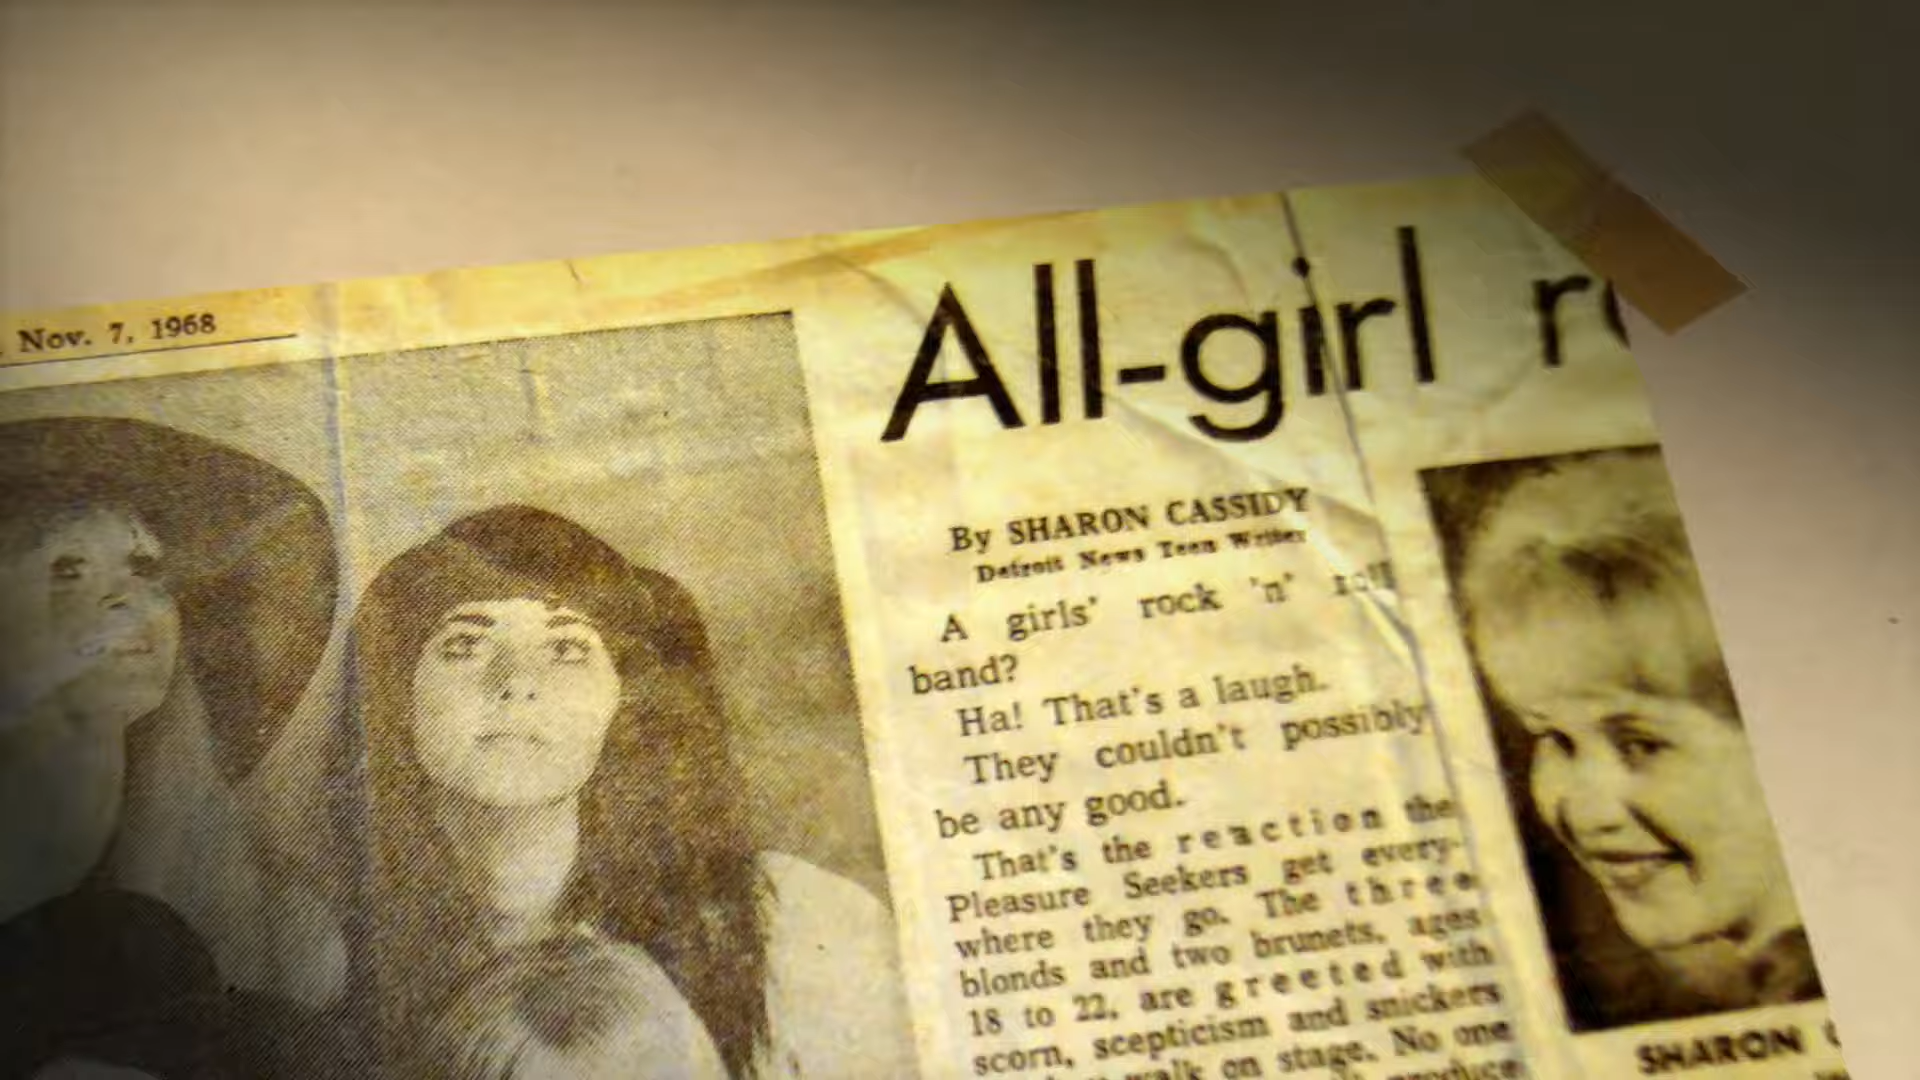 Nov. 7, 1968
All-girl
By SHARON CASSIDY
Detroit News Teen Writer
A girls' rock 'n' roll
band?
Ha! That's a laugh.
They couldn't possibly
be any good.
That's the reaction the
Pleasure Seekers get every-
where they go. The three
blonds and two brunets, ages
18 to 22, are greeted with
scorn, scepticism and snickers
walk on stage. No one
produce
SHARON